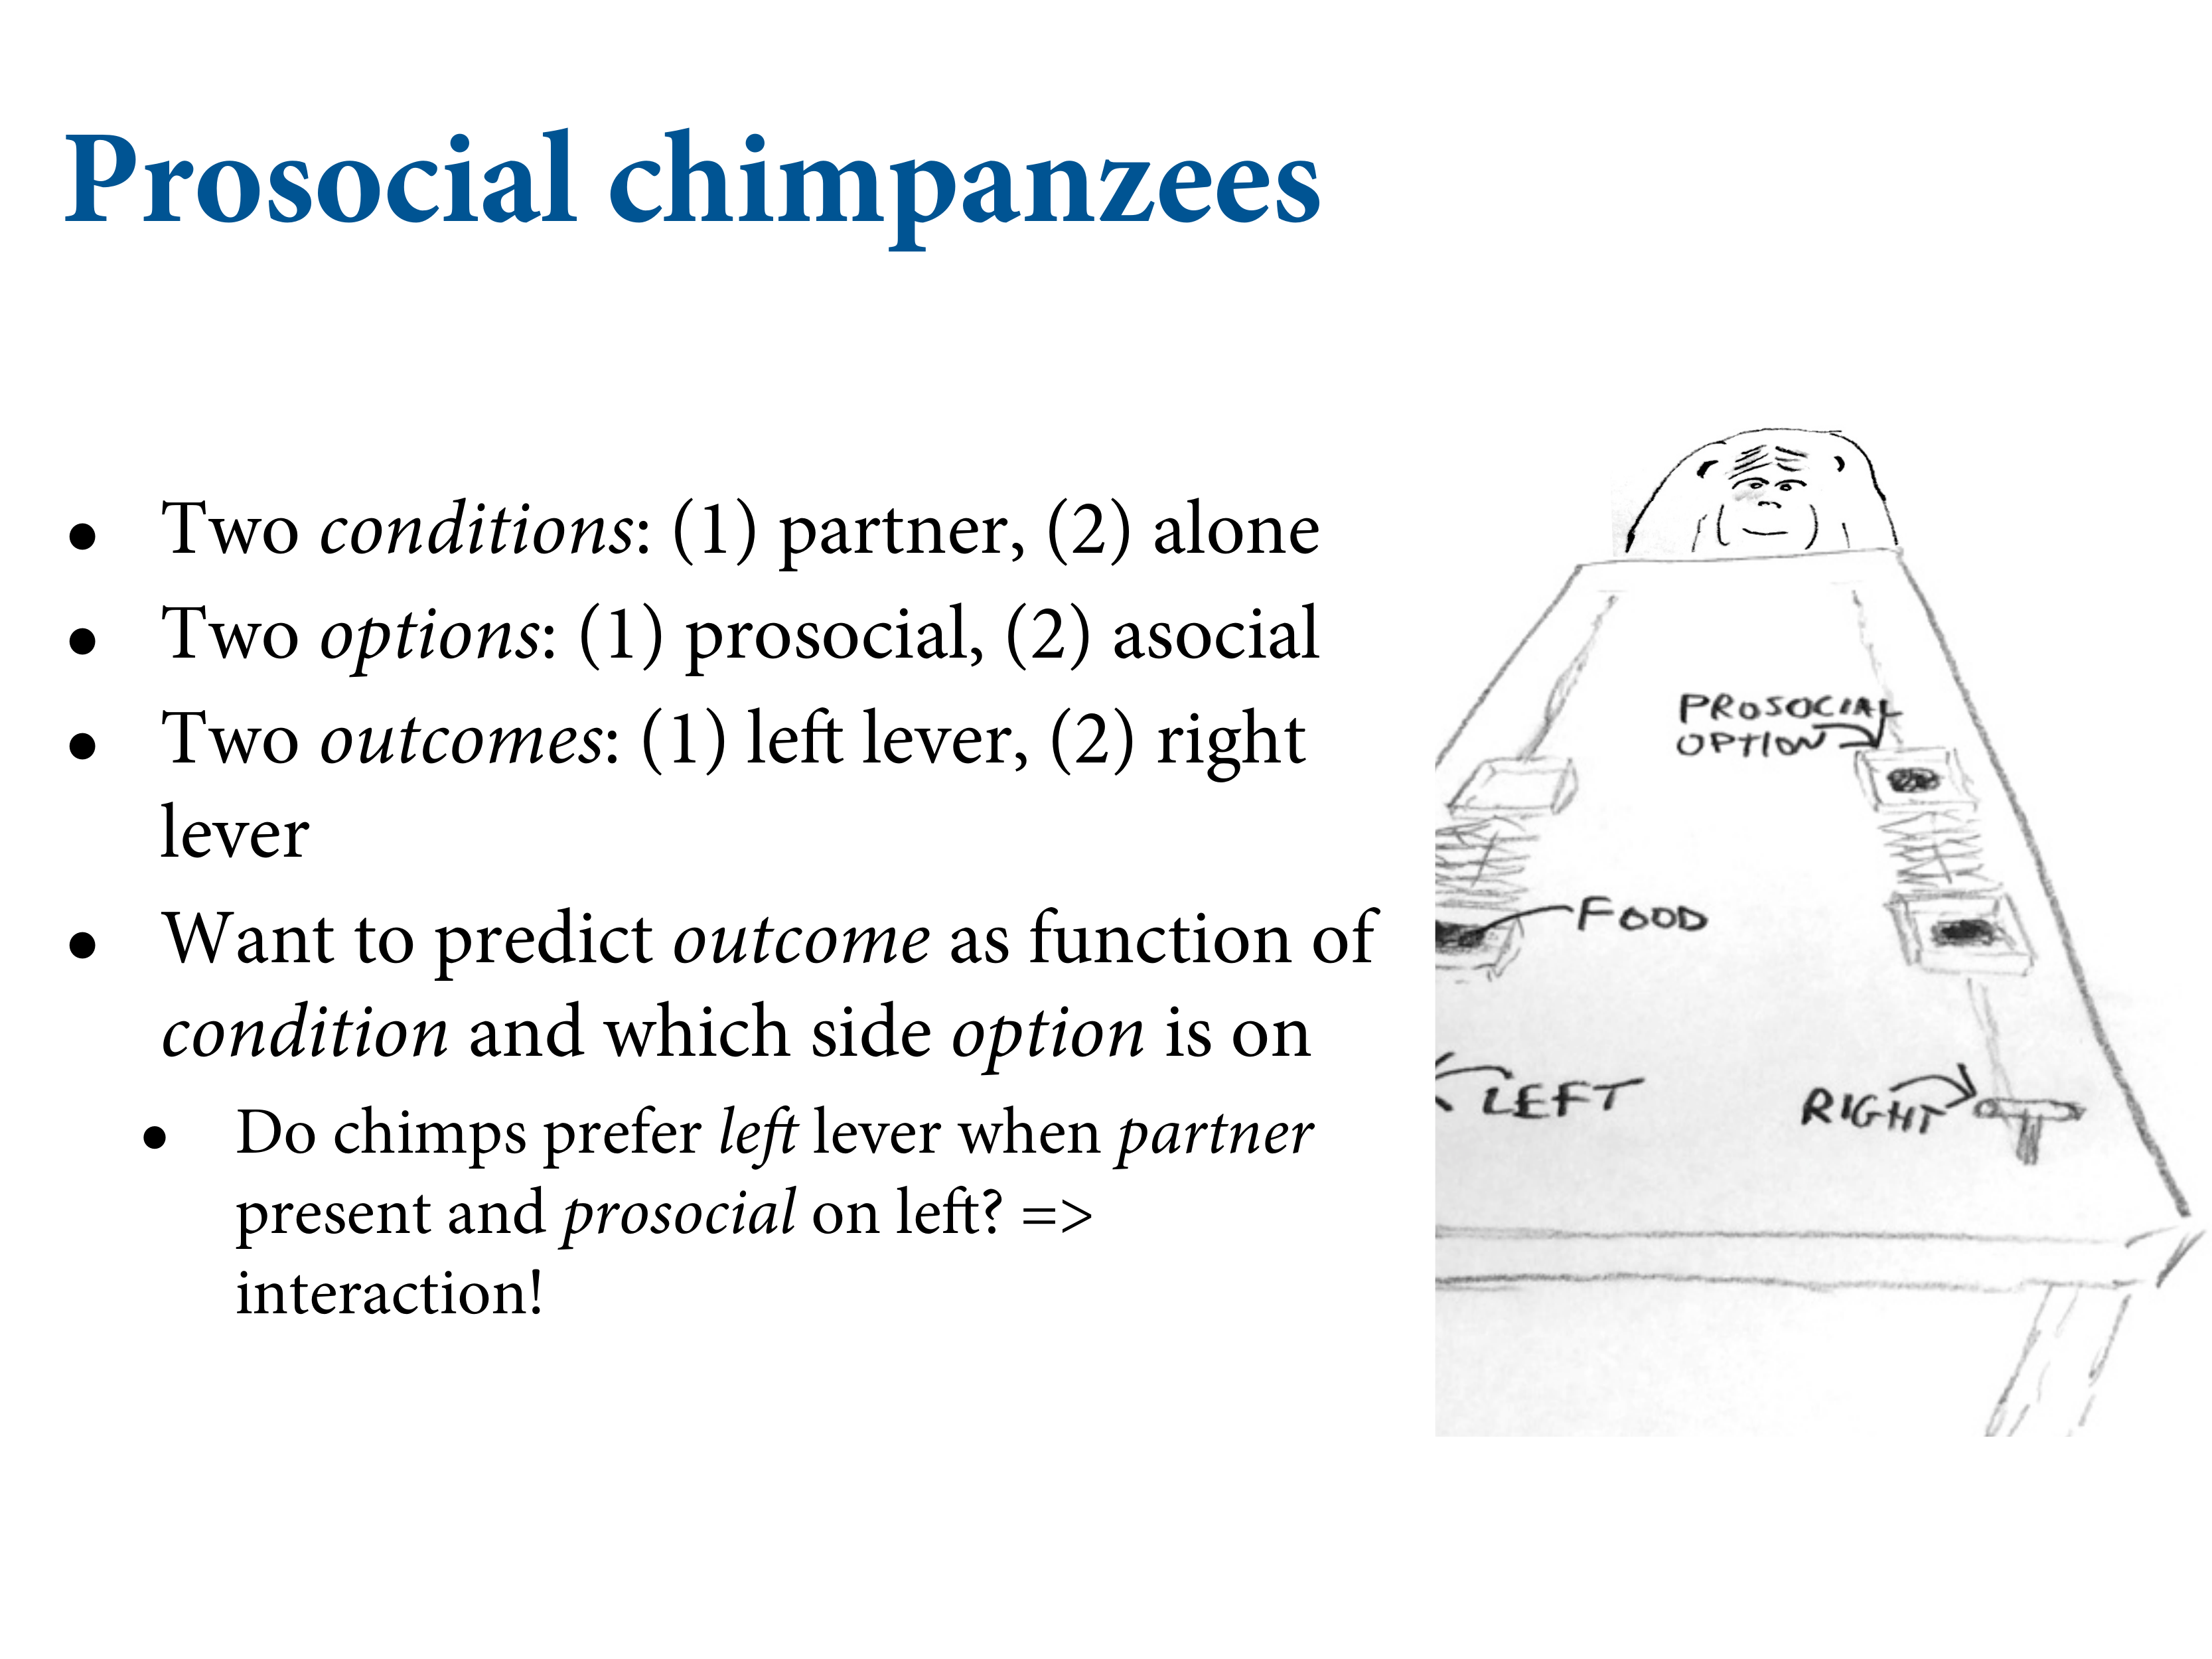 Prosocial chimpanzees
• Two conditions: (1) partner, (2) alone
• Two options: (1) prosocial, (2) asocial
• Two outcomes: (1) left lever, (2) right
lever
• Want to predict outcome as function of
condition and which side option is on
• Do chimps prefer left lever when partner
present and prosocial on left? =>
interaction!
PROSOCIAL
OPTION
FOOD
LEFT
RIGHT